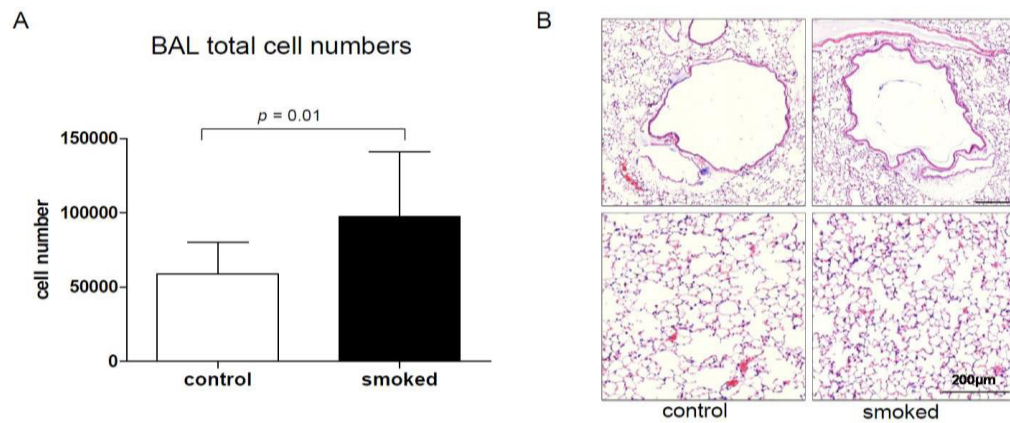 A
BAL total cell numbers
p = 0.01
150000
100000
50000
0
cell number
control
smoked
B
200µm
control
smoked